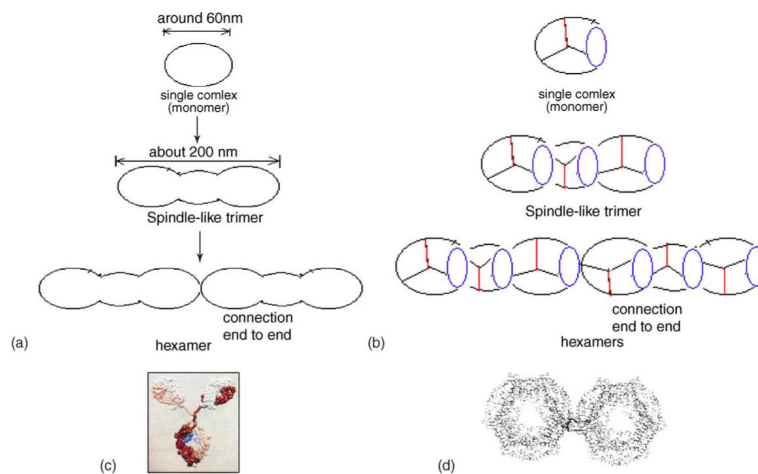 around 60nm
single comlex
(monomer)
about 200 nm
Spindle-like trimer
connection
end to end
(a)
hexamer
single comlex
(monomer)
Spindle-like trimer
connection
end to end
(b)
hexamers
(c)
(d)